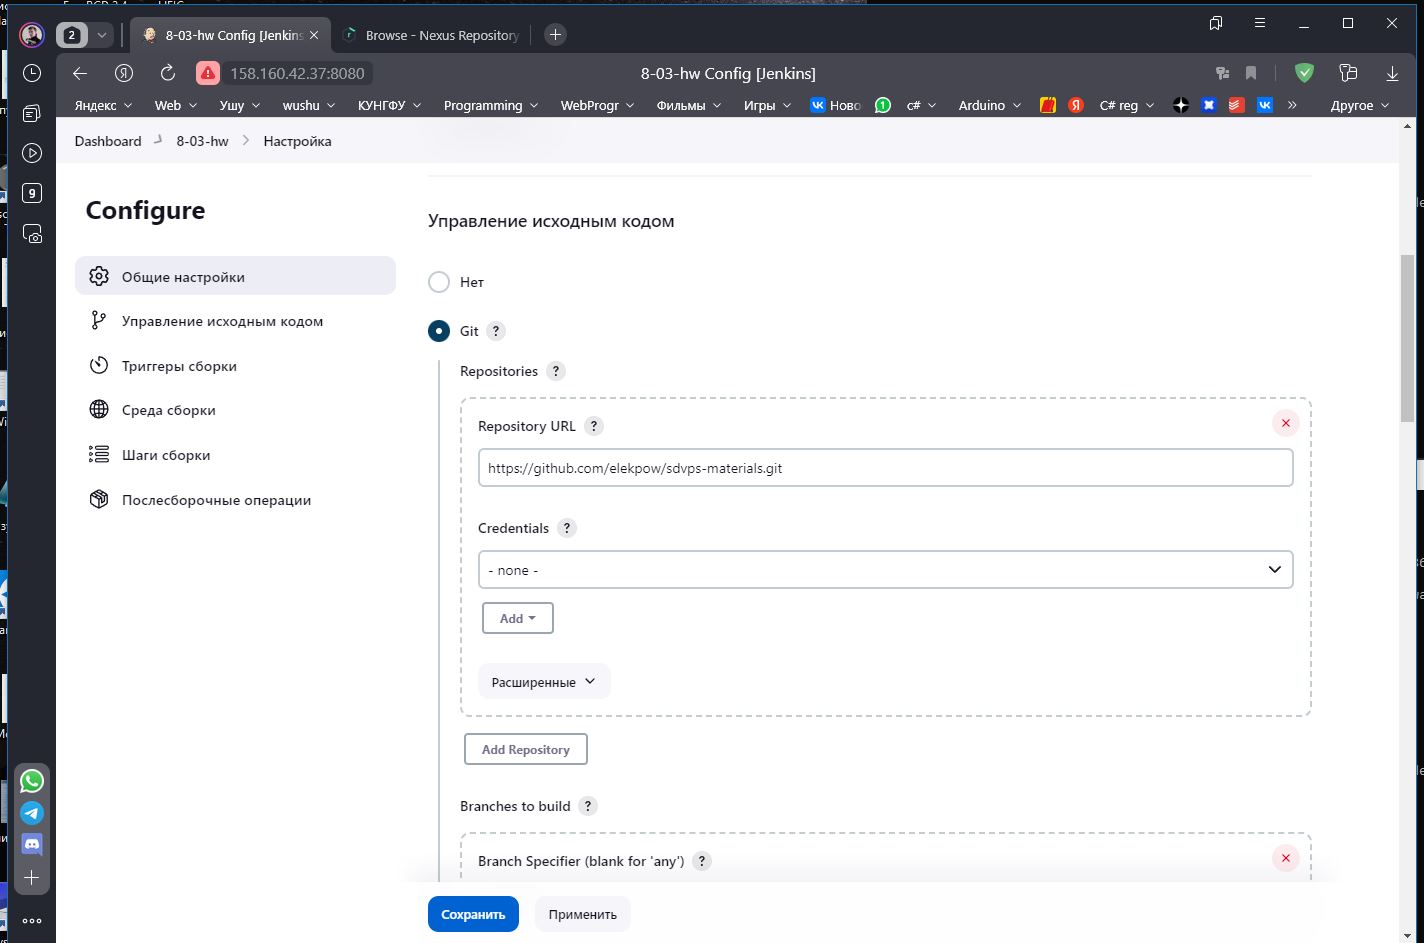 2
8-03-hw Config [Jenkins
Browse - Nexus Repository
158.160.42.37:8080
8-03-hw Config [Jenkins]
Яндекс Web Ушу wushu КУНГФУ Programming WebProgr Фильмы Игры Ново 1 c# Arduino Я C# reg » Другое
Dashboard 8-03-hw Настройка
9
Configure
Общие настройки
Управление исходным кодом
Триггеры сборки
Среда сборки
Шаги сборки
Послесборочные операции
Управление исходным кодом
Нет
Git ?
Repositories ?
Repository URL ?
https://github.com/elekpow/sdvps-materials.git
Credentials ?
- none -
Add
Расширенные
Add Repository
Branches to build ?
Branch Specifier (blank for 'any') ?
Сохранить
Применить